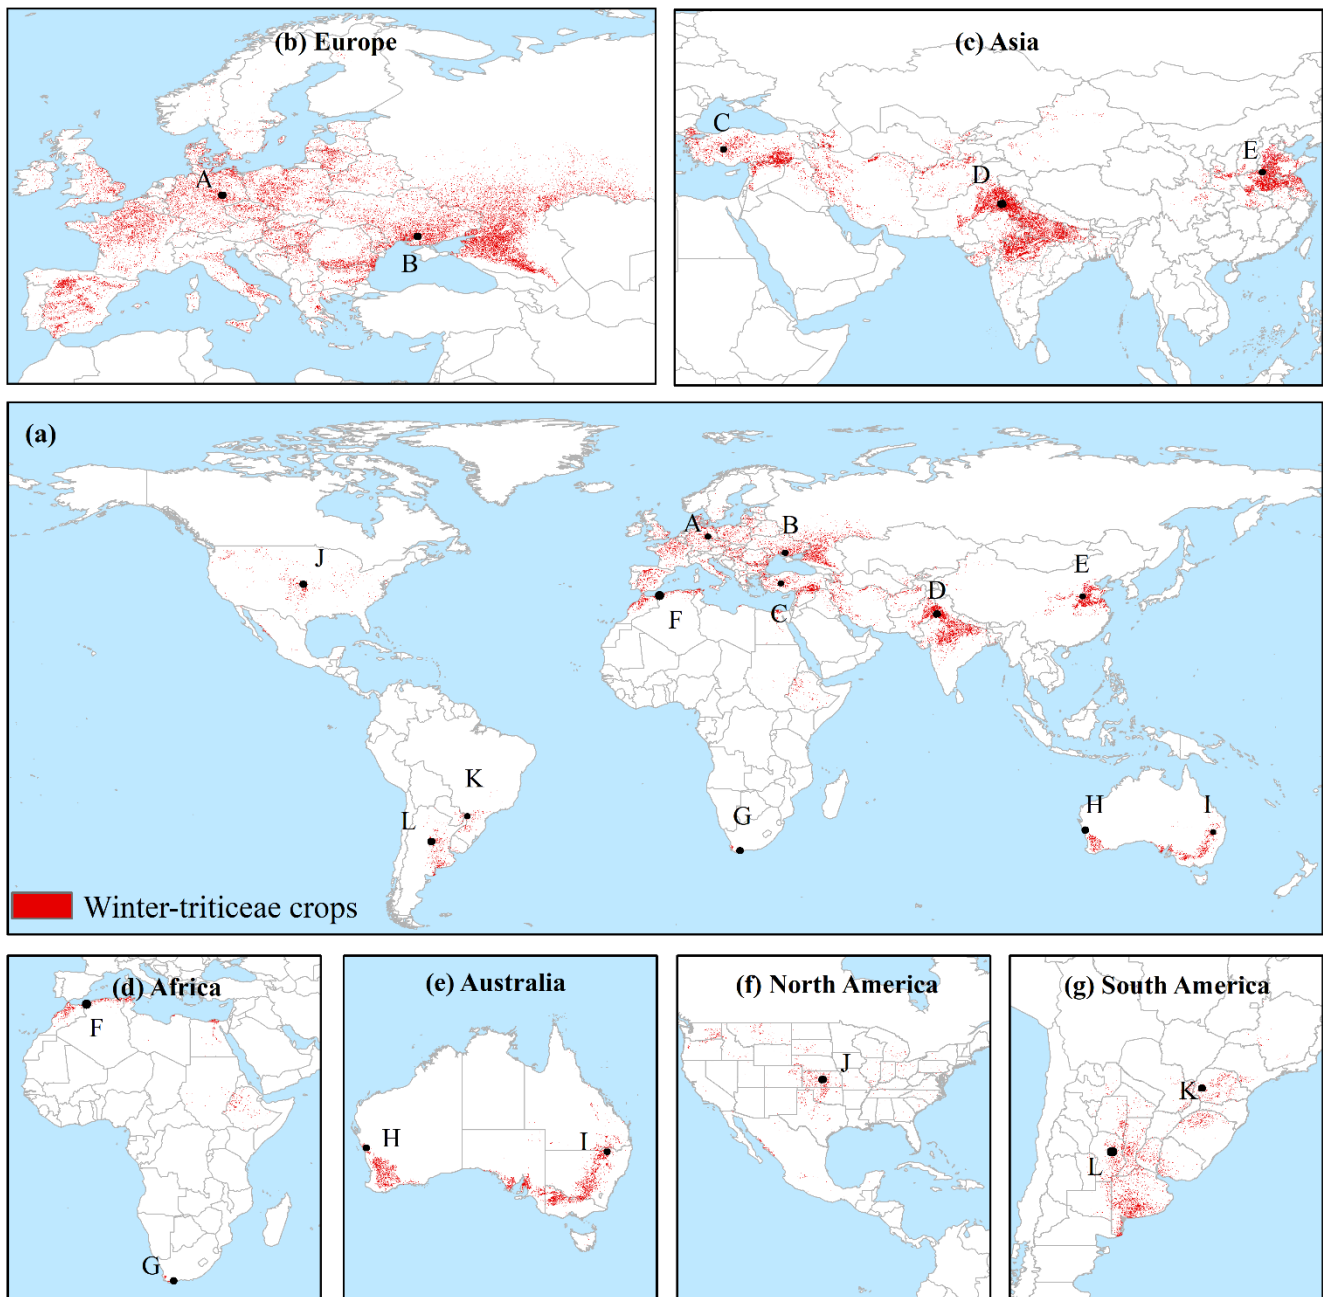 (b) Europe
A
B
(c) Asia
C
D
E
(a)
A
B
C
D
E
F
G
H
I
J
K
L
Winter-triticeae crops
(d) Africa
F
G
(e) Australia
H
I
(f) North America
J
(g) South America
K
L